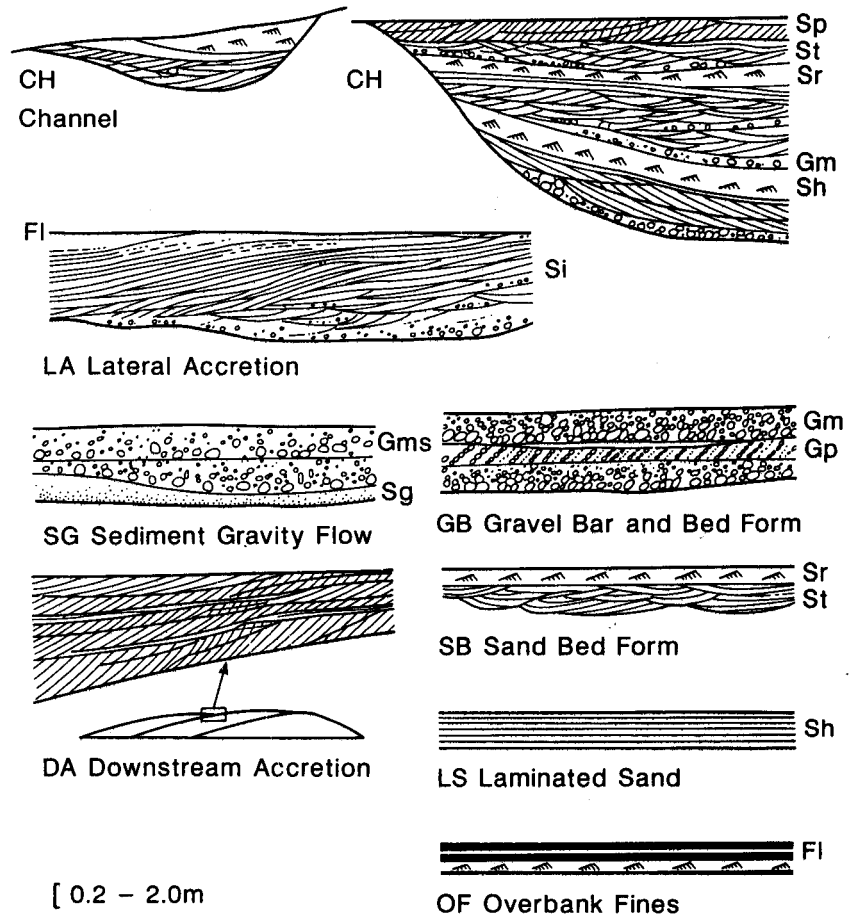 Sp
St
Sr
CH
CH
Channel
Gm
Sh
Fl
Si
LA Lateral Accretion
Gms
Sg
SG Sediment Gravity Flow
Gm
Gp
GB Gravel Bar and Bed Form
Sr
St
SB Sand Bed Form
DA Downstream Accretion
Sh
LS Laminated Sand
Fl
OF Overbank Fines
[ 0.2 – 2.0m